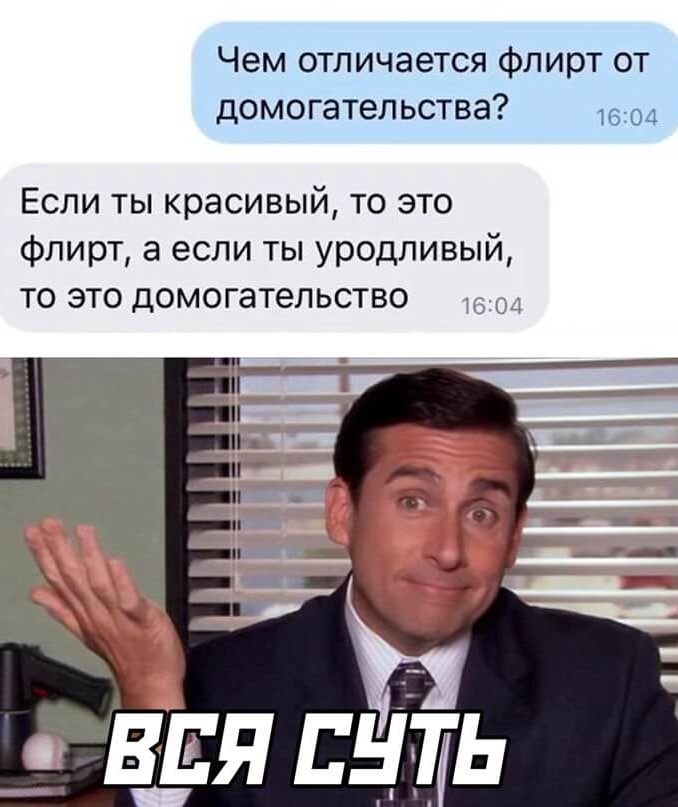 Чем отличается флирт от
домогательства?
16:04
Если ты красивый, то это
флирт, а если ты уродливый,
то это домогательство
16:04
ВСЯ СУТЬ